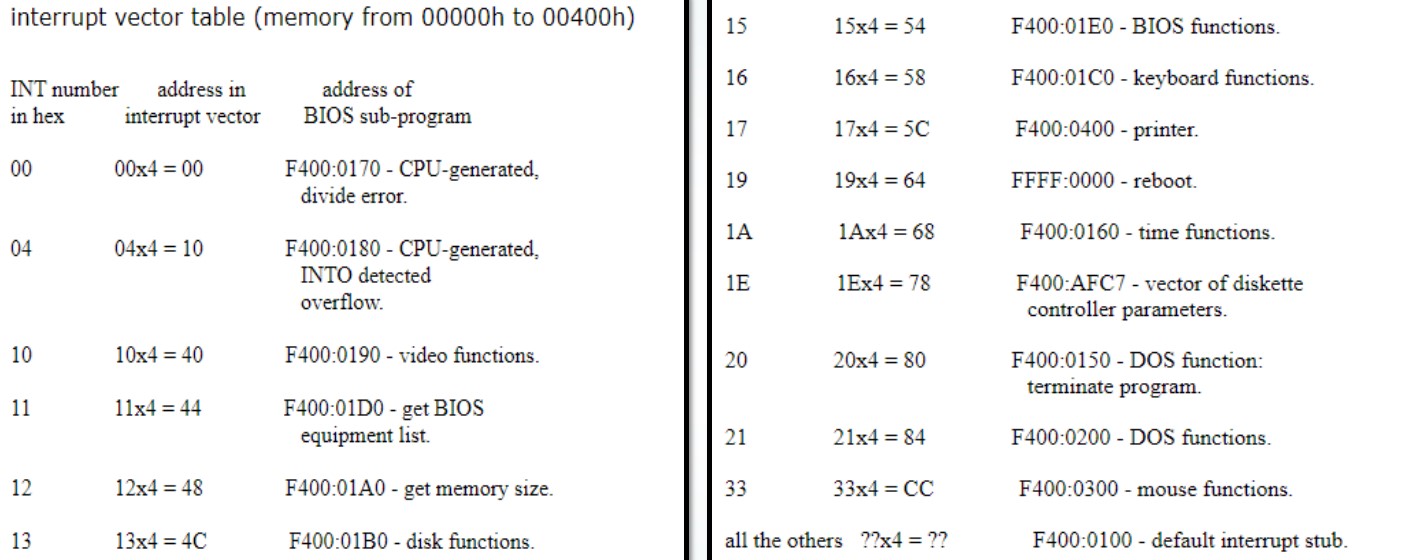 interrupt vector table (memory from 00000h to 00400h)
INT number address in address of
in hex interrupt vector BIOS sub-program
00 00x4 = 00 F400:0170 - CPU-generated,
divide error.
04 04x4 = 10 F400:0180 - CPU-generated,
INTO detected
overflow.
10 10x4 = 40 F400:0190 - video functions.
11 11x4 = 44 F400:01D0 - get BIOS
equipment list.
12 12x4 = 48 F400:01A0 - get memory size.
13 13x4 = 4C F400:01B0 - disk functions.
15 15x4 = 54 F400:01E0 - BIOS functions.
16 16x4 = 58 F400:01C0 - keyboard functions.
17 17x4 = 5C F400:0400 - printer.
19 19x4 = 64 FFFF:0000 - reboot.
1A 1Ax4 = 68 F400:0160 - time functions.
1E 1Ex4 = 78 F400:AFC7 - vector of diskette
controller parameters.
20 20x4 = 80 F400:0150 - DOS function:
terminate program.
21 21x4 = 84 F400:0200 - DOS functions.
33 33x4 = CC F400:0300 - mouse functions.
all the others ??x4 = ?? F400:0100 - default interrupt stub.